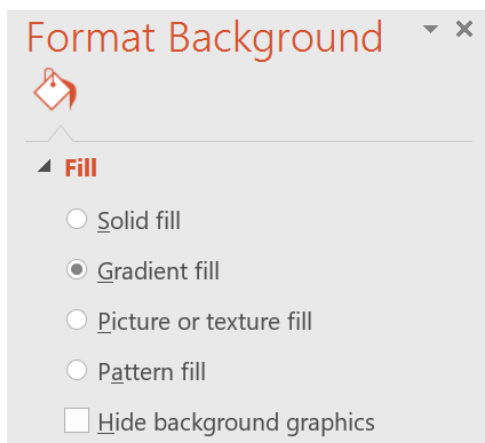 Format Background
Fill
Solid fill
Gradient fill
Picture or texture fill
Pattern fill
Hide background graphics